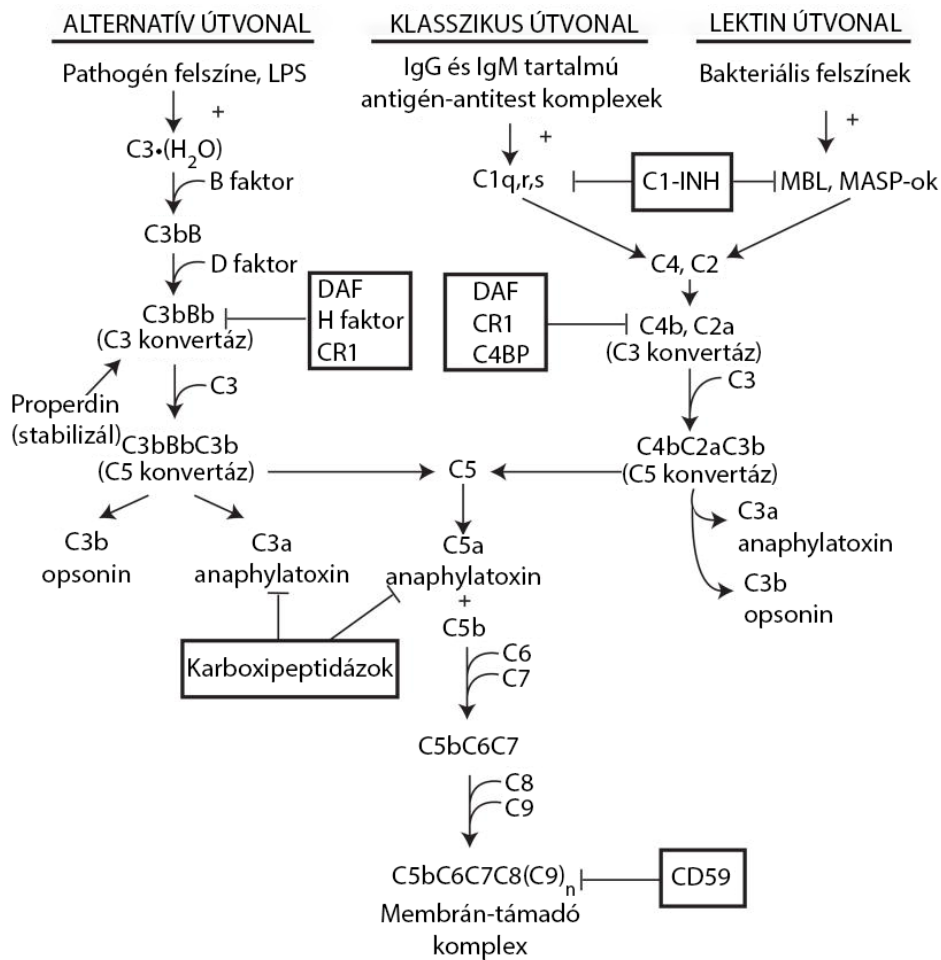 ALTERNATÍV ÚTVONAL
Pathogén felszíne, LPS
+
C3•(H₂O)
B faktor
C3bB
D faktor
C3bBb
(C3 konvertáz)
DAF
H faktor
CR1
Properdin
(stabilizál)
C3
C3bBbC3b
(C5 konvertáz)
C3b
opsonin
C3a
anaphylatoxin
KLASSZIKUS ÚTVONAL
IgG és IgM tartalmú
antigén-antitest komplexek
+
C1q,r,s
C1-INH
LEKTIN ÚTVONAL
Bakteriális felszínek
+
MBL, MASP-ok
C4, C2
DAF
CR1
C4BP
C4b, C2a
(C3 konvertáz)
C3
C4bC2aC3b
(C5 konvertáz)
C3a
anaphylatoxin
C3b
opsonin
C5
C5a
anaphylatoxin
+
C5b
Karboxipeptidázok
C6
C7
C5bC6C7
C8
C9
C5bC6C7C8(C9)n
CD59
Membrán-támadó
komplex